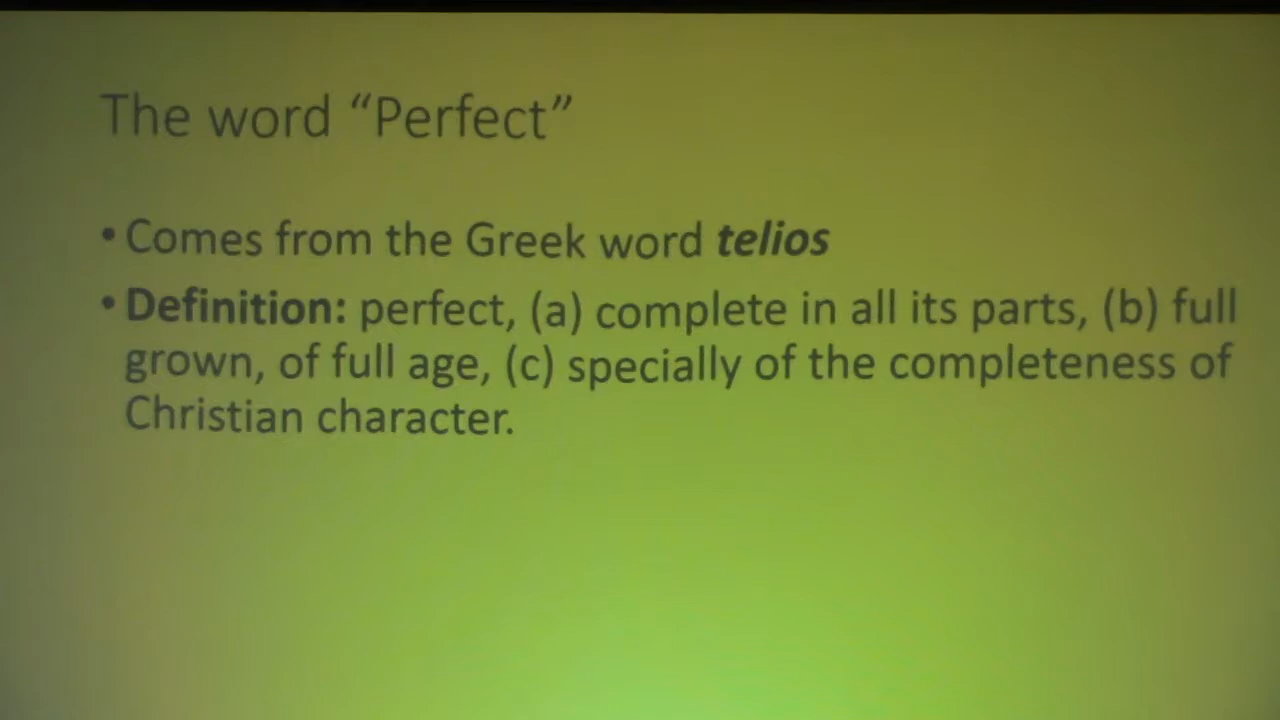 The word “Perfect”
• Comes from the Greek word telios
• Definition: perfect, (a) complete in all its parts, (b) full
grown, of full age, (c) specially of the completeness of
Christian character.